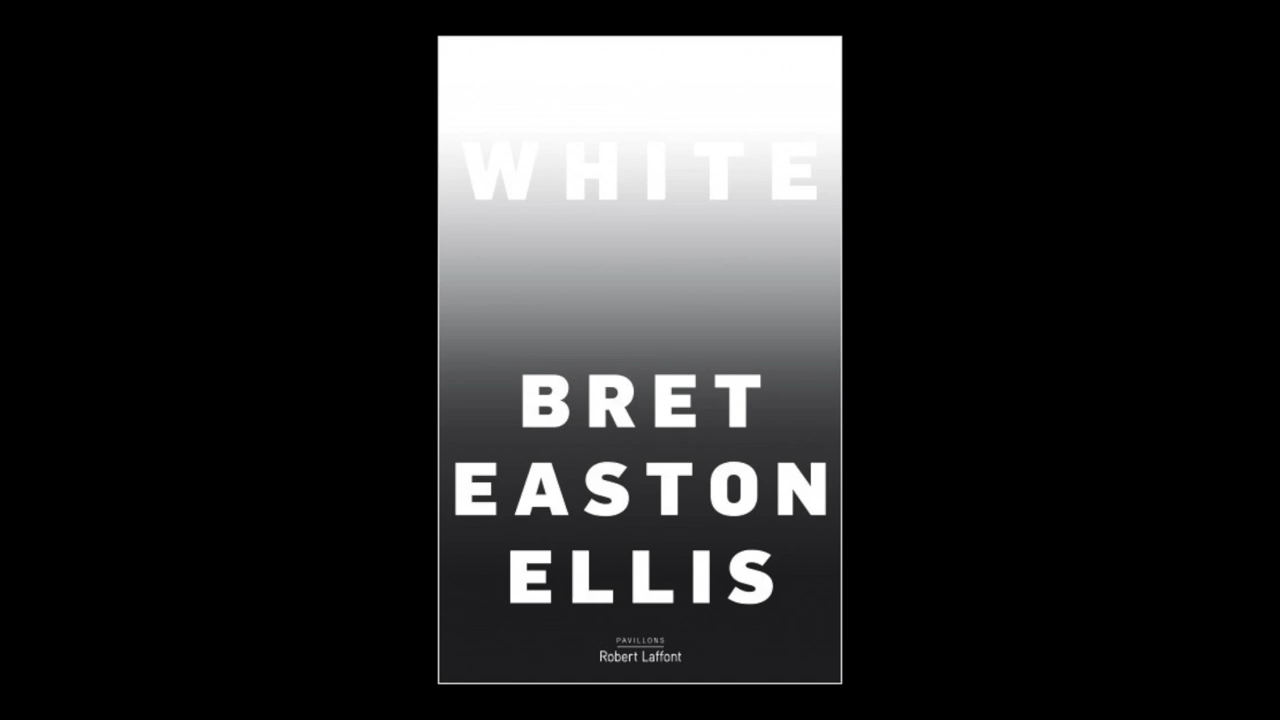 WHITE
BRET
EASTON
ELLIS
PAVILLONS
Robert Laffont